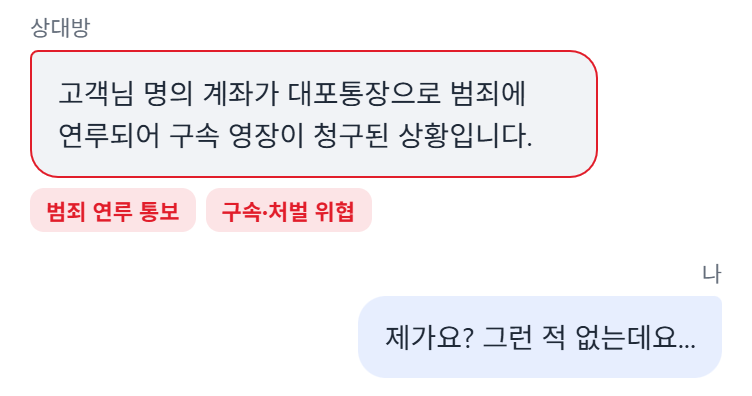 상대방
고객님 명의 계좌가 대포통장으로 범죄에
연루되어 구속 영장이 청구된 상황입니다.
범죄 연루 통보 구속·처벌 위협
나
제가요? 그런 적 없는데요...